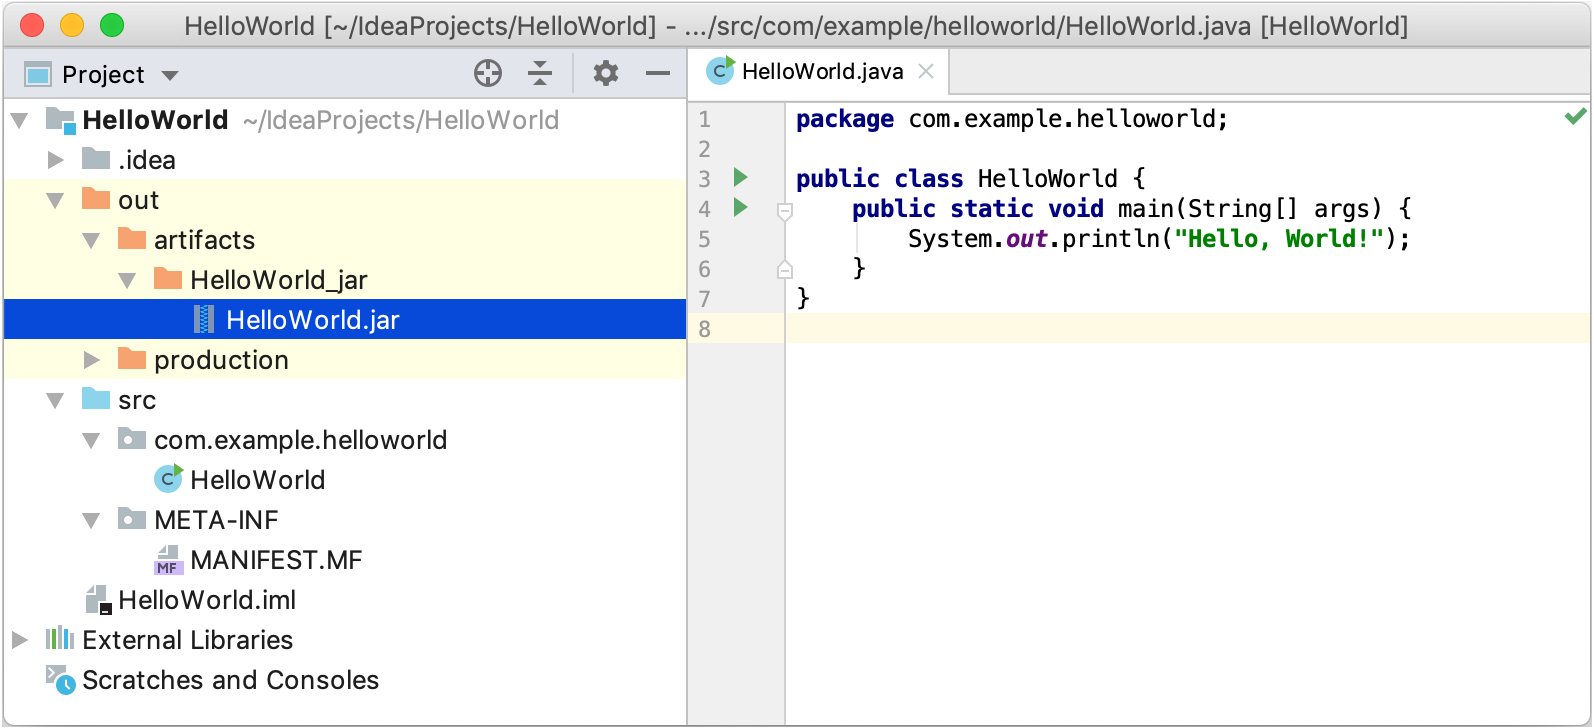 HelloWorld [~/IdeaProjects/HelloWorld] - .../src/com/example/helloworld/HelloWorld.java [HelloWorld]
Project
HelloWorld ~/IdeaProjects/HelloWorld
.idea
out
artifacts
HelloWorld_jar
HelloWorld.jar
production
src
com.example.helloworld
C HelloWorld
META-INF
MF MANIFEST.MF
HelloWorld.iml
External Libraries
Scratches and Consoles
C HelloWorld.java
1 package com.example.helloworld;
2
3 public class HelloWorld {
4     public static void main(String[] args) {
5         System.out.println("Hello, World!");
6     }
7 }
8